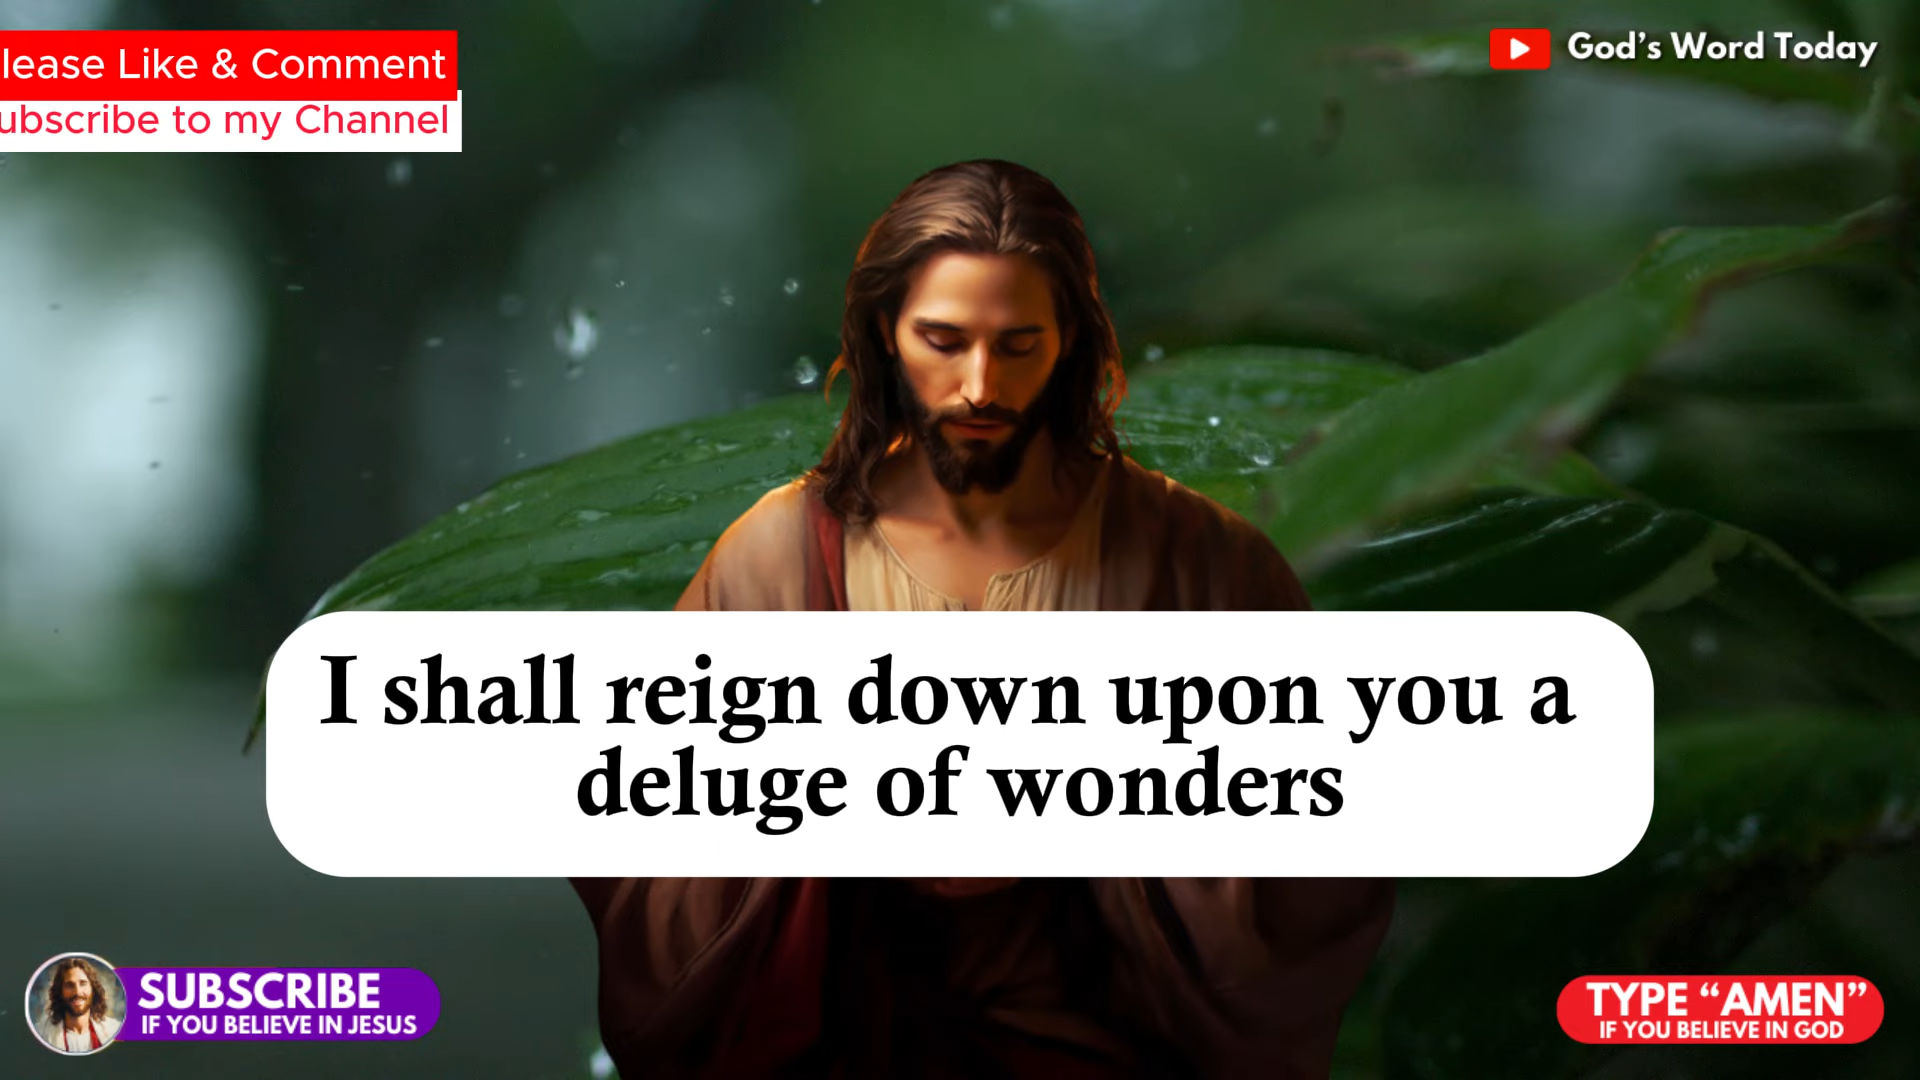 lease Like & Comment
ubscribe to my Channel
God's Word Today
I shall reign down upon you a
deluge of wonders
SUBSCRIBE
IF YOU BELIEVE IN JESUS
TYPE “AMEN”
IF YOU BELIEVE IN GOD